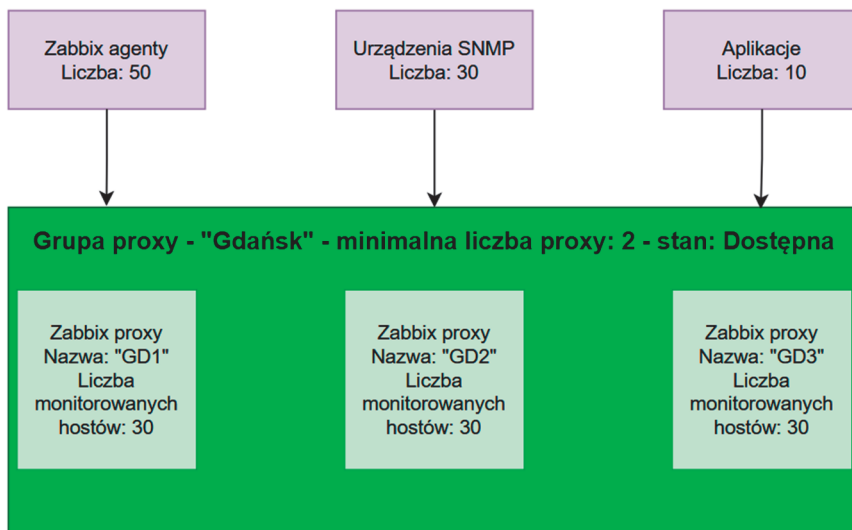 Zabbix agenty
Liczba: 50
Urządzenia SNMP
Liczba: 30
Aplikacje
Liczba: 10
Grupa proxy - "Gdańsk" - minimalna liczba proxy: 2 - stan: Dostępna
Zabbix proxy
Nazwa: "GD1"
Liczba
monitorowanych
hostów: 30
Zabbix proxy
Nazwa: "GD2"
Liczba
monitorowanych
hostów: 30
Zabbix proxy
Nazwa: "GD3"
Liczba
monitorowanych
hostów: 30